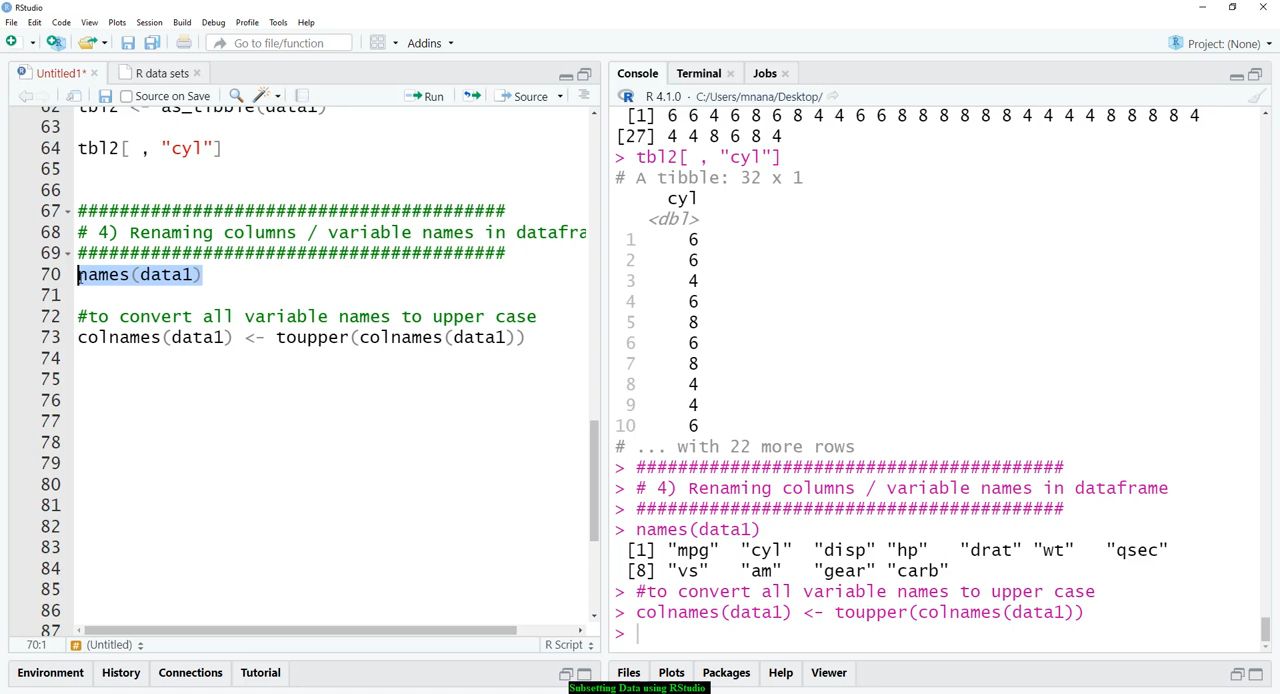 RStudio
File Edit Code View Plots Session Build Debug Profile Tools Help
Go to file/function Addins Project: (None)
Untitled1* R data sets
Source on Save Run Source
62 tbl2 <- as_tibble(data1)
63
64 tbl2[ , "cyl"]
65
66
67 #########################################
68 # 4) Renaming columns / variable names in datafra
69 #########################################
70 names(data1)
71
72 #to convert all variable names to upper case
73 colnames(data1) <- toupper(colnames(data1))
74
75
76
77
78
79
80
81
82
83
84
85
86
87
70:1 (Untitled) R Script
Environment History Connections Tutorial
Console Terminal Jobs
R 4.1.0 · C:/Users/mnana/Desktop/
[1] 6 6 4 6 8 6 8 4 4 6 6 8 8 8 8 8 8 4 4 4 4 8 8 8 8 4
[27] 4 4 8 6 8 4
> tbl2[ , "cyl"]
# A tibble: 32 x 1
cyl
<dbl>
1 6
2 6
3 4
4 6
5 8
6 6
7 8
8 4
9 4
10 6
# ... with 22 more rows
> #########################################
> # 4) Renaming columns / variable names in dataframe
> #########################################
> names(data1)
[1] "mpg" "cyl" "disp" "hp" "drat" "wt" "qsec"
[8] "vs" "am" "gear" "carb"
> #to convert all variable names to upper case
> colnames(data1) <- toupper(colnames(data1))
>
Files Plots Packages Help Viewer
Subsetting Data using RStudio